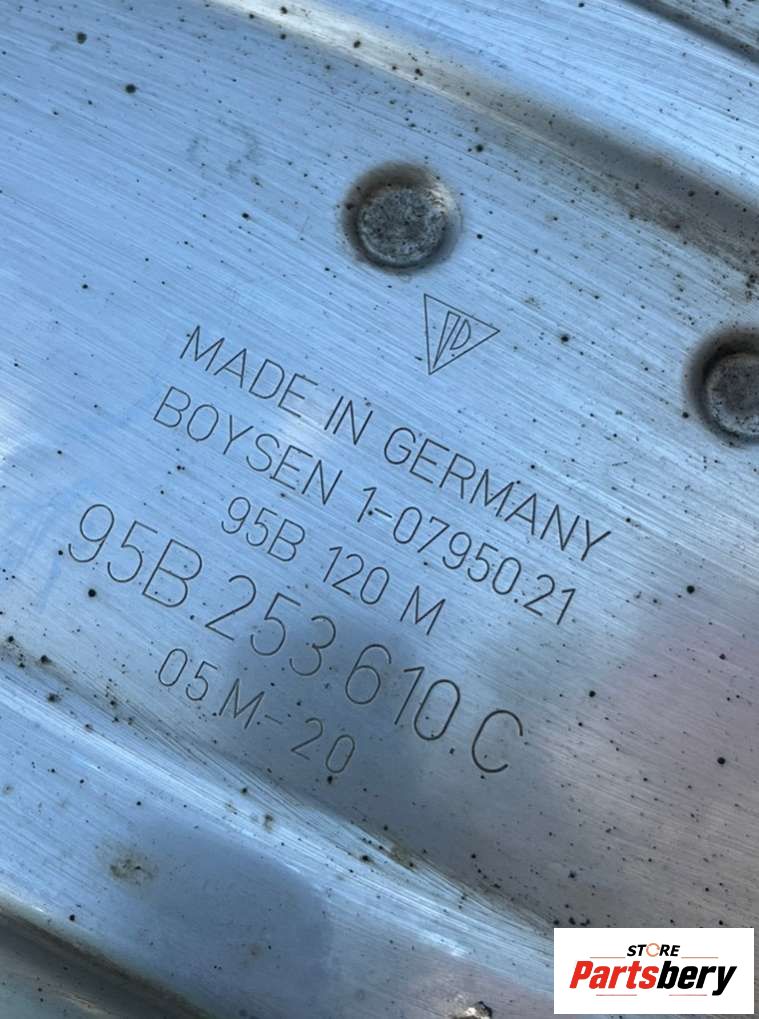 MADE IN GERMANY
BOYSEN 1-07950.21
95B 120 M
95B.253.610.C
05.M-20
STORE
Partsbery